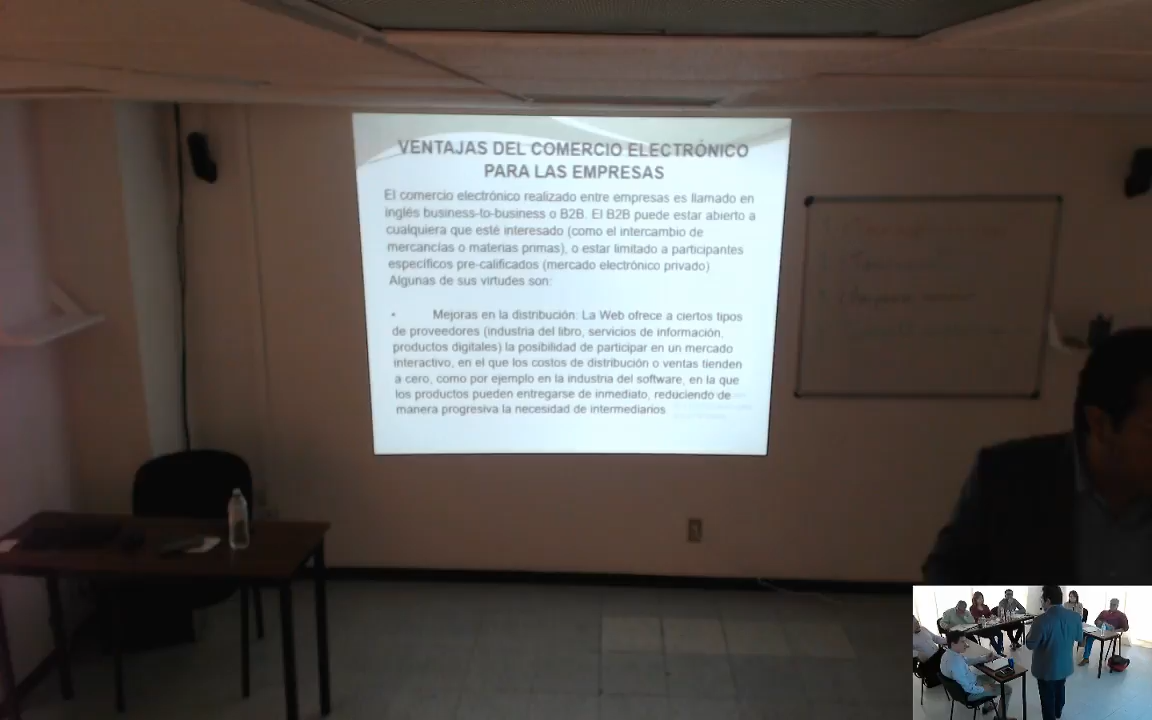 VENTAJAS DEL COMERCIO ELECTRÓNICO
PARA LAS EMPRESAS
El comercio electrónico realizado entre empresas es llamado en
inglés business-to-business o B2B. El B2B puede estar abierto a
cualquiera que esté interesado (como el intercambio de
mercancías o materias primas), o estar limitado a participantes
específicos pre-calificados (mercado electrónico privado)
Algunas de sus virtudes son:
• Mejoras en la distribución: La Web ofrece a ciertos tipos
de proveedores (industria del libro, servicios de información,
productos digitales) la posibilidad de participar en un mercado
interactivo, en el que los costos de distribución o ventas tienden
a cero, como por ejemplo en la industria del software, en la que
los productos pueden entregarse de inmediato, reduciendo de
manera progresiva la necesidad de intermediarios